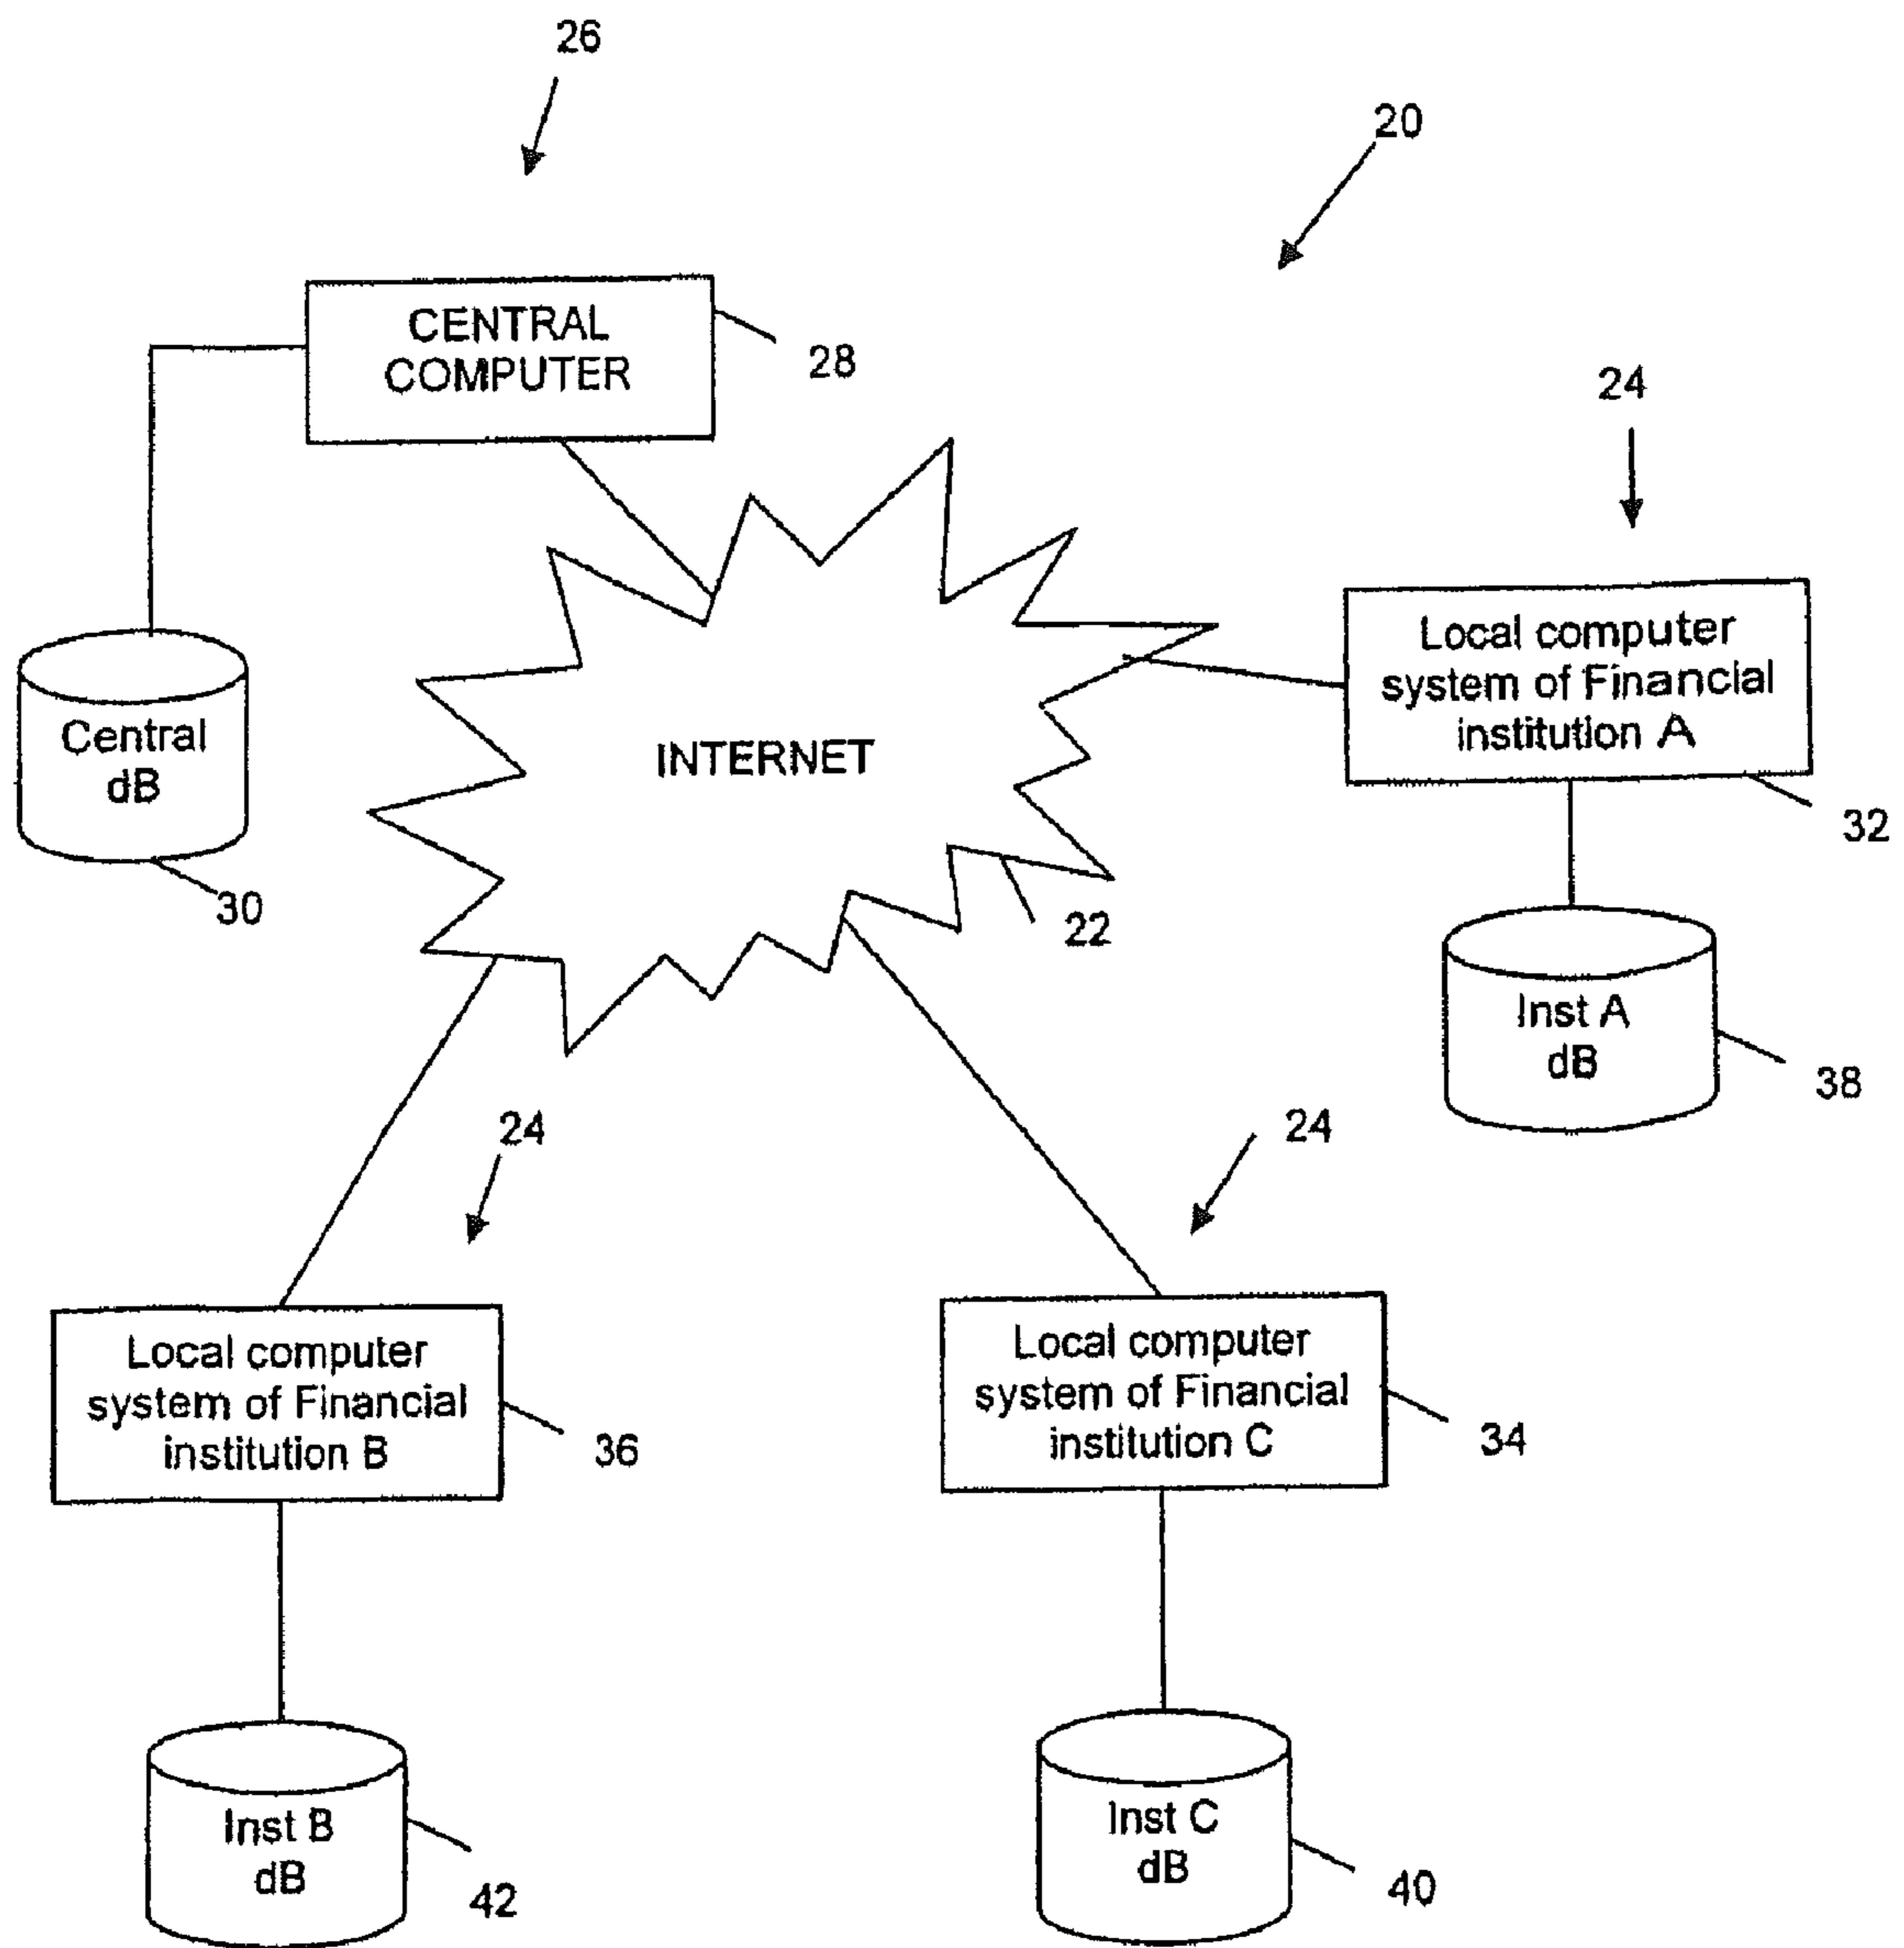 26
20
CENTRAL
COMPUTER
28
24
Local computer
system of Financial
institution A
32
Central
dB
30
INTERNET
22
Inst A
dB
38
24
24
Local computer
system of Financial
institution B
36
Local computer
system of Financial
institution C
34
Inst B
dB
42
Inst C
dB
40